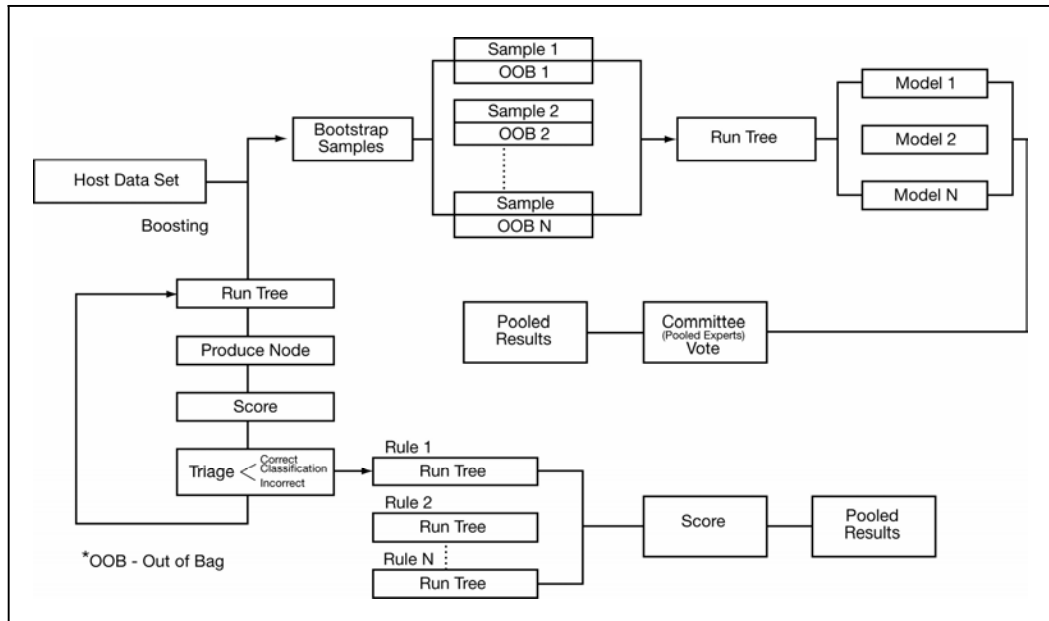 Sample 1
OOB 1
Sample 2
OOB 2
Sample
OOB N
Bootstrap
Samples
Run Tree
Model 1
Model 2
Model N
Host Data Set
Boosting
Run Tree
Produce Node
Score
Triage
Correct
Classification
Incorrect
Pooled
Results
Committee
(Pooled Experts)
Vote
Rule 1
Run Tree
Rule 2
Run Tree
Rule N
Run Tree
Score
Pooled
Results
*OOB - Out of Bag